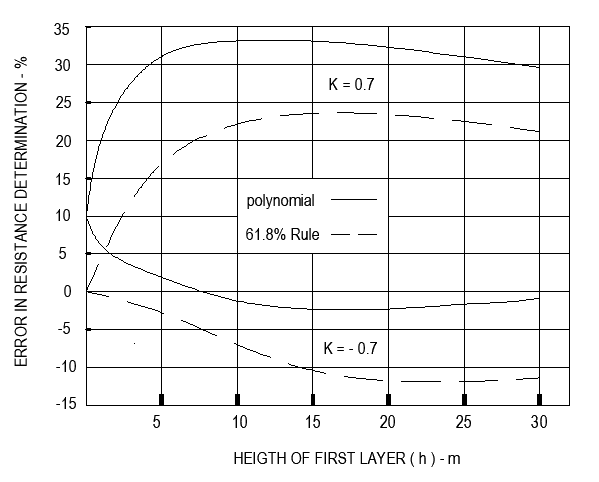 ERROR IN RESISTANCE DETERMINATION - %
35
30
25
20
15
10
5
0
-5
-10
-15
K = 0.7
polynomial
61.8% Rule
K = - 0.7
5 10 15 20 25 30
HEIGTH OF FIRST LAYER ( h ) - m